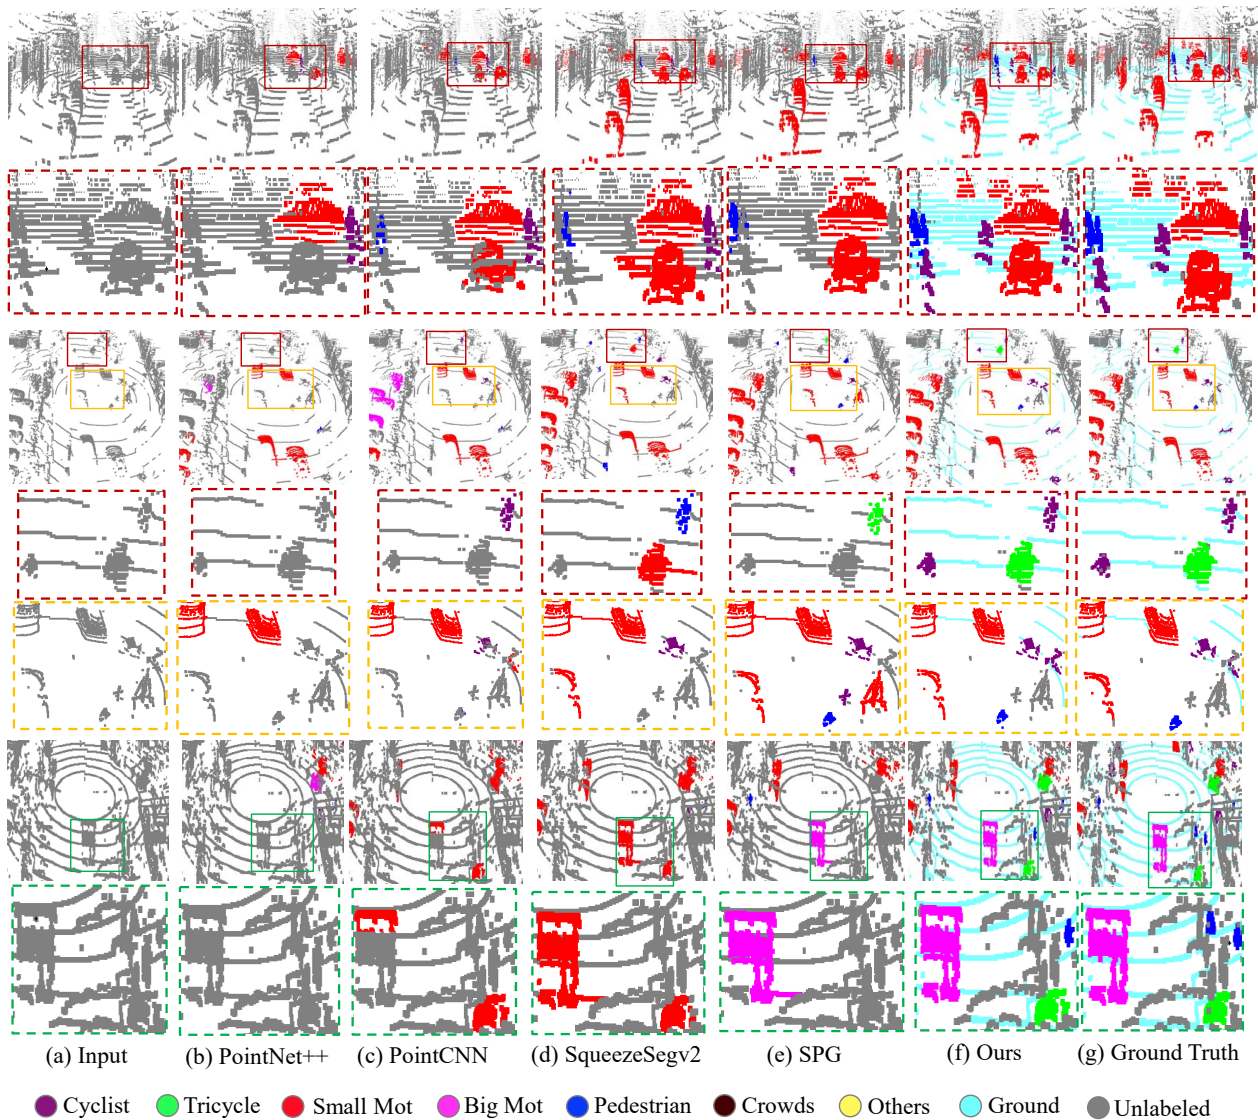 (a) Input (b) PointNet++ (c) PointCNN (d) SqueezeSegv2 (e) SPG (f) Ours (g) Ground Truth
Cyclist Tricycle Small Mot Big Mot Pedestrian Crowds Others Ground Unlabeled